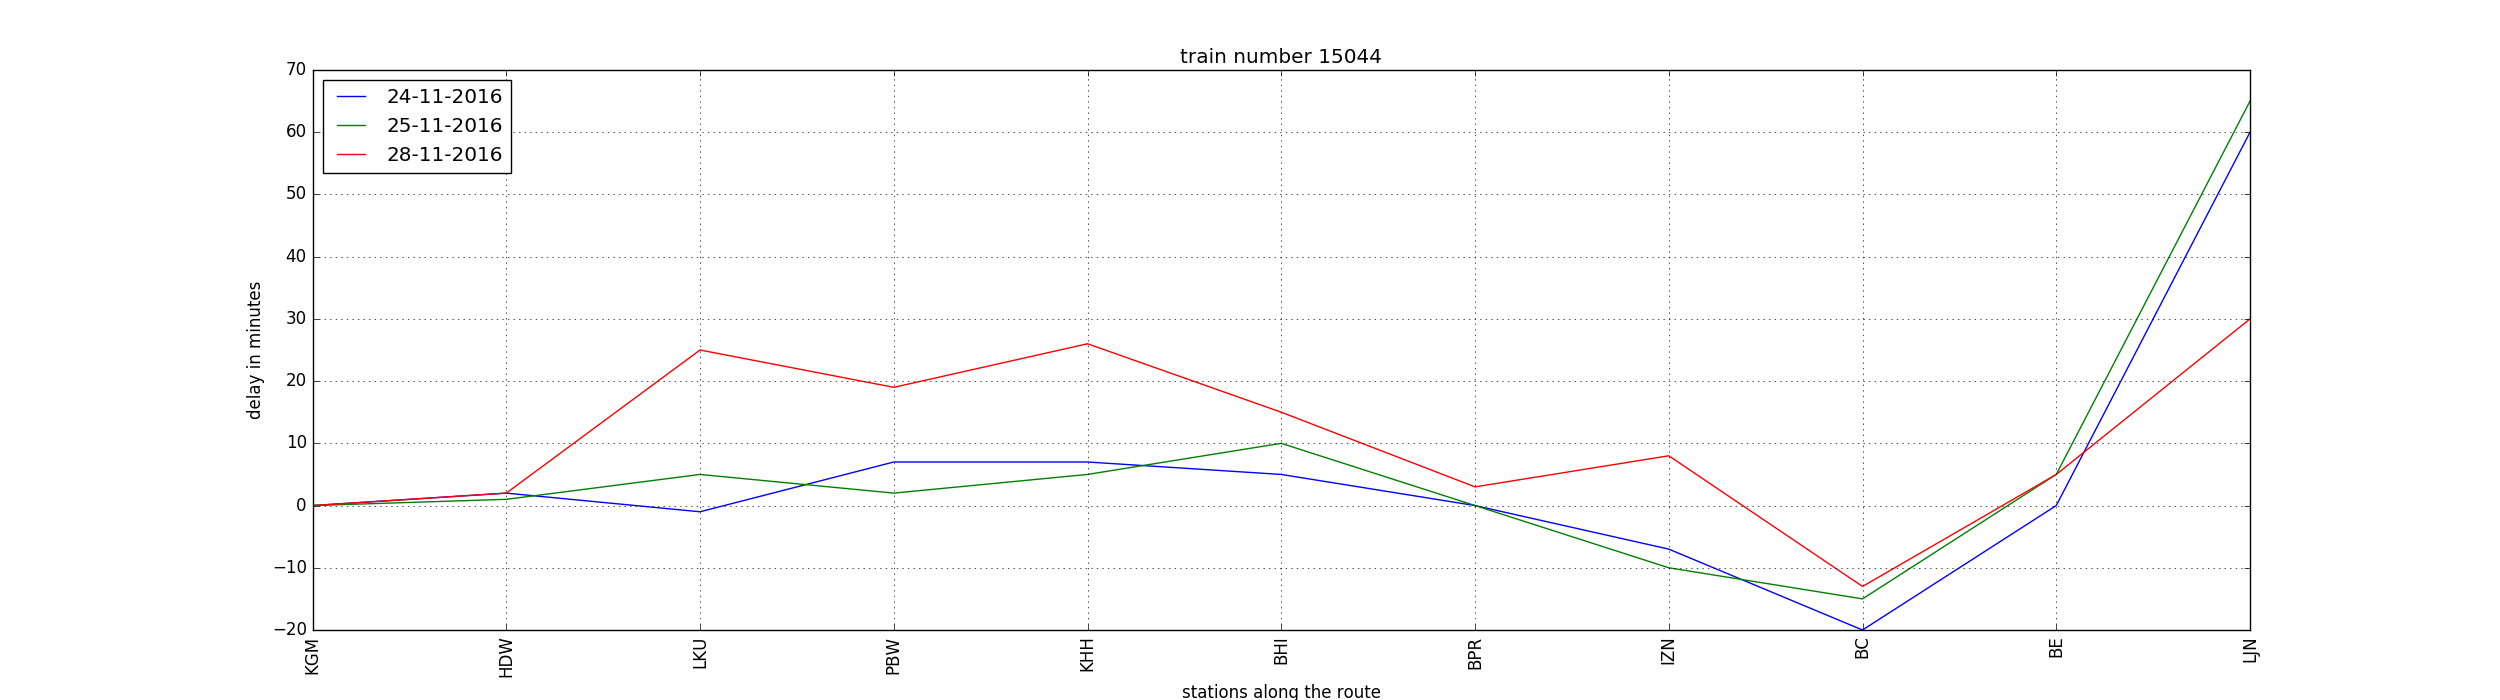 train number 15044
70
60
50
40
30
20
10
0
−10
−20
24-11-2016
25-11-2016
28-11-2016
delay in minutes
KGM
HDW
LKU
PBW
KHH
BHI
BPR
IZN
BC
BE
LJN
stations along the route